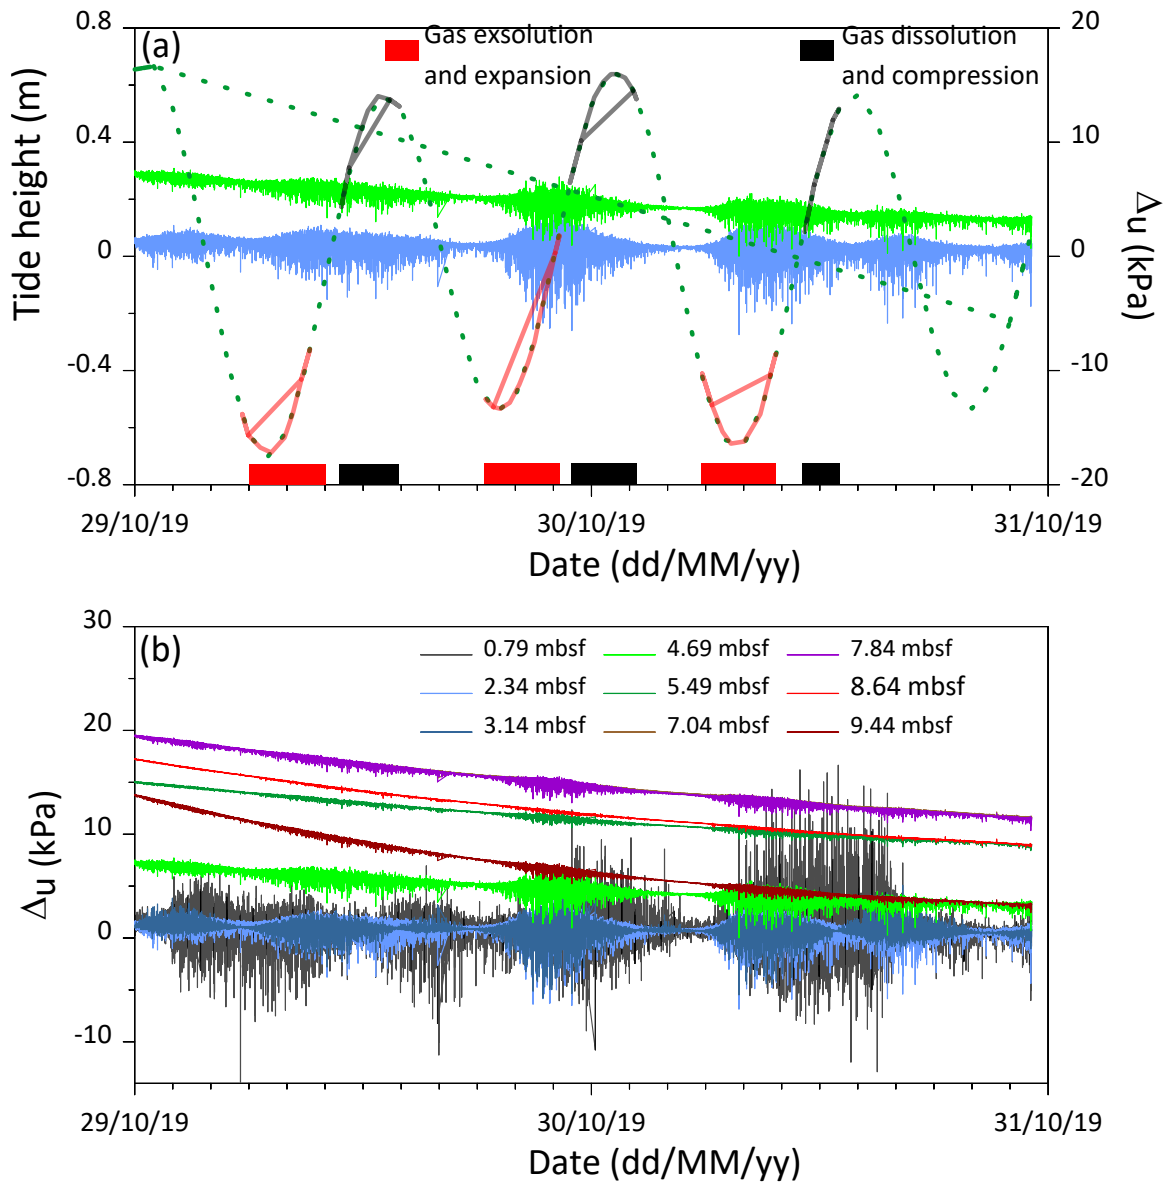 (a)
Gas exsolution
and expansion
Gas dissolution
and compression
Tide height (m)
0.8
0.4
0
-0.4
-0.8
20
10
0
-10
-20
Δu (kPa)
29/10/19
30/10/19
31/10/19
Date (dd/MM/yy)
(b)
0.79 mbsf
4.69 mbsf
7.84 mbsf
2.34 mbsf
5.49 mbsf
8.64 mbsf
3.14 mbsf
7.04 mbsf
9.44 mbsf
Δu (kPa)
30
20
10
0
-10
29/10/19
30/10/19
31/10/19
Date (dd/MM/yy)